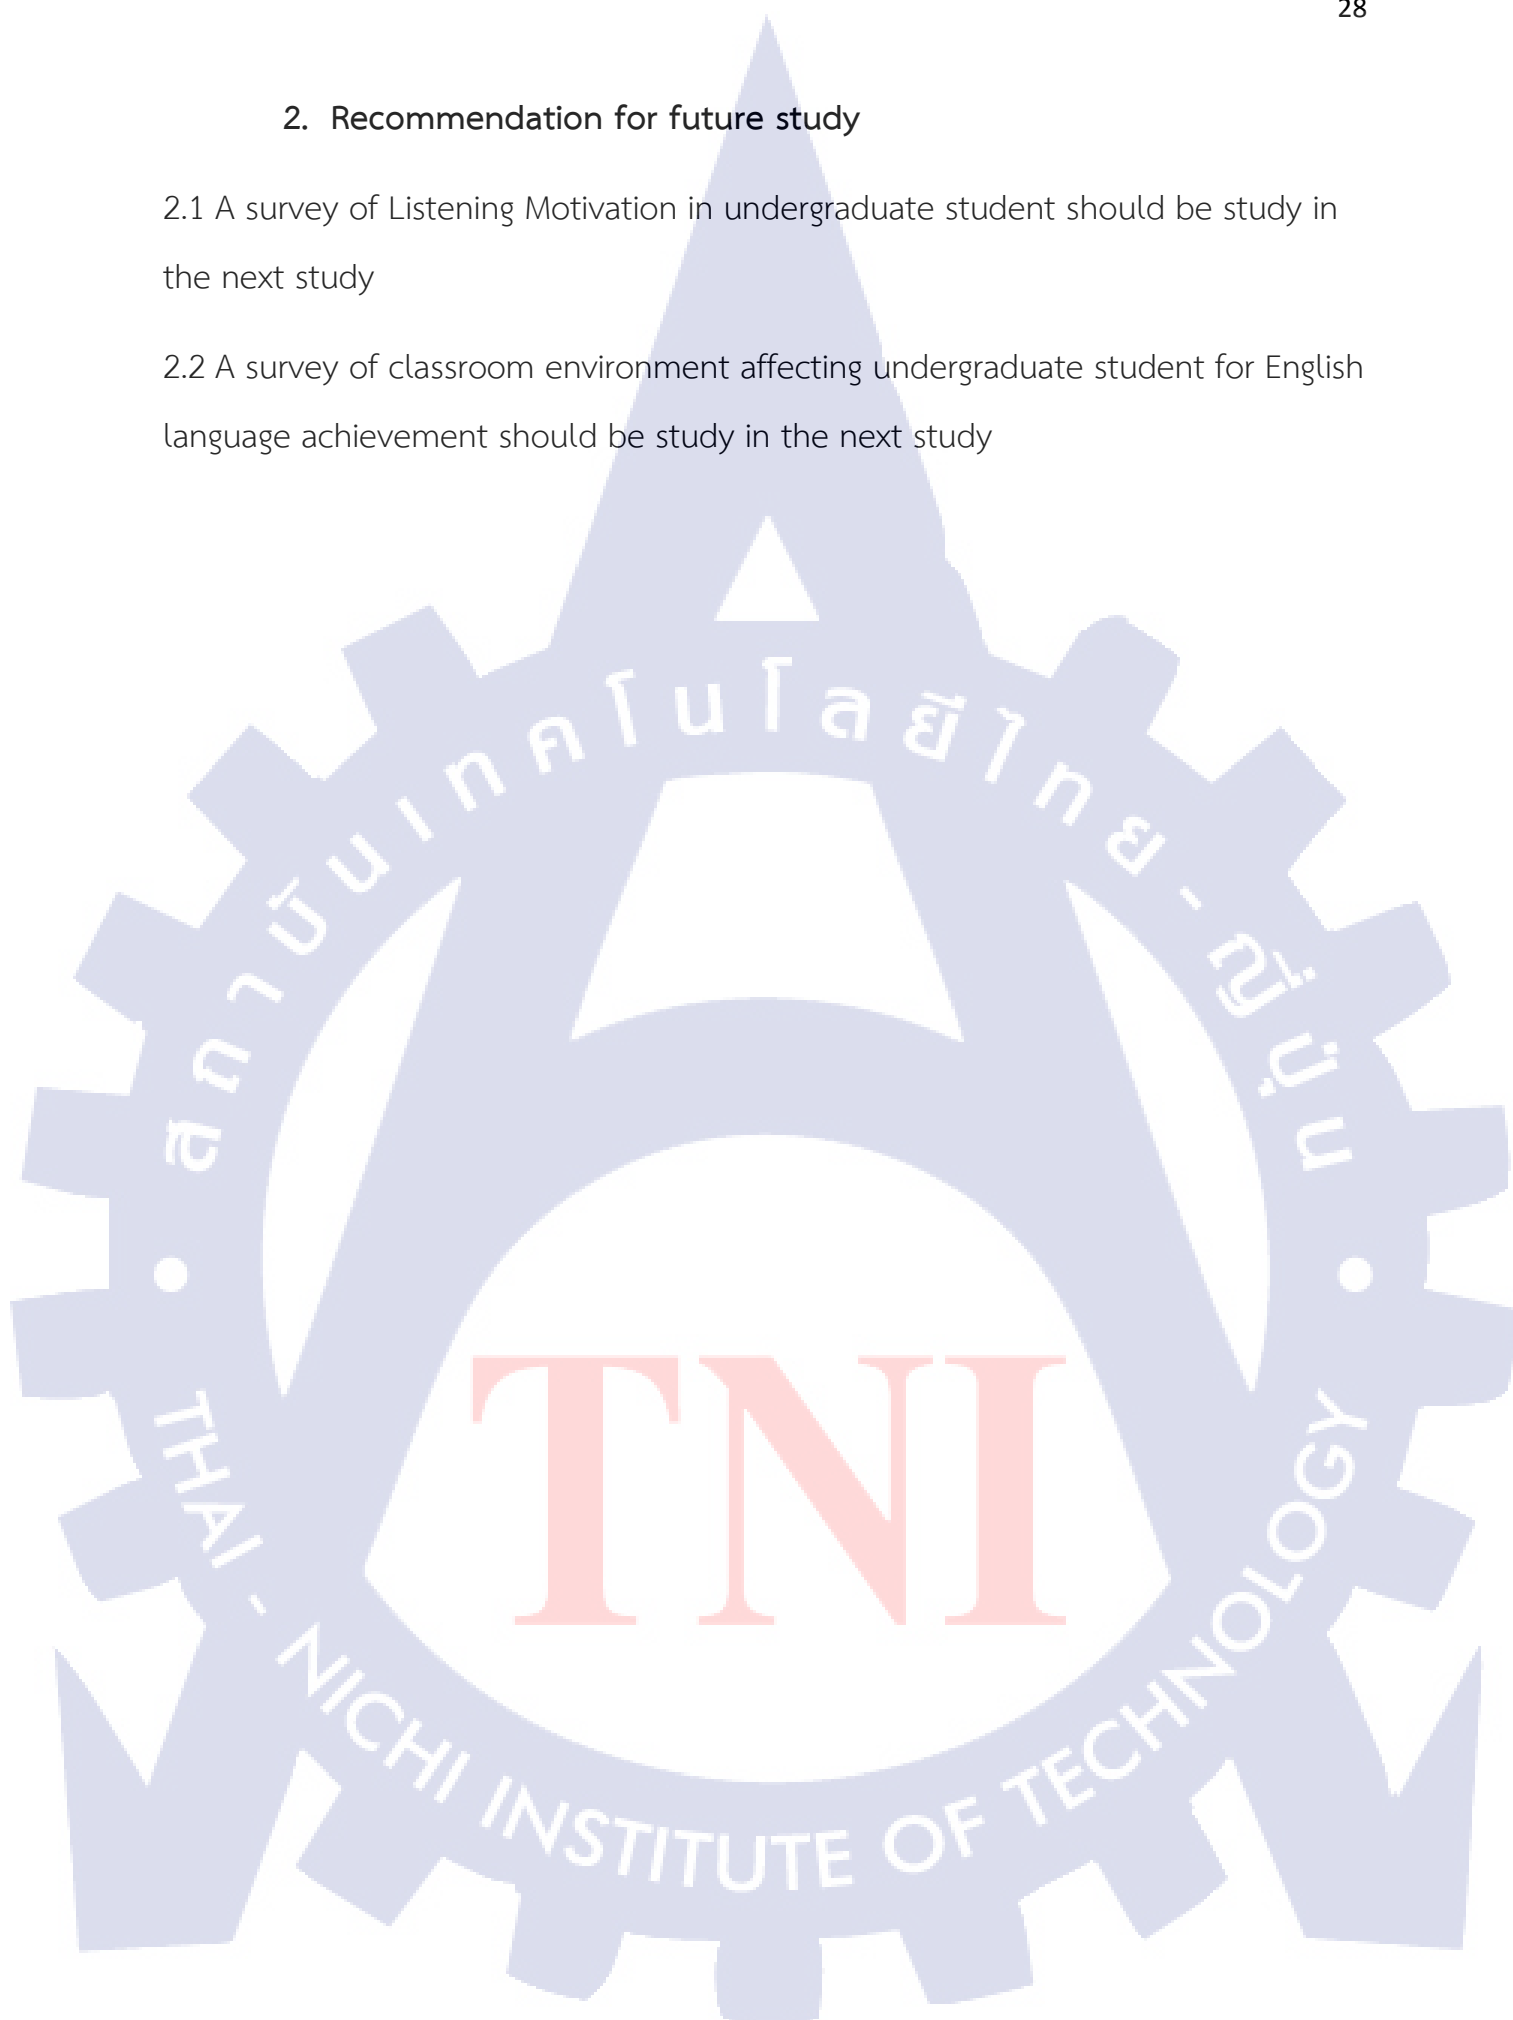 28
2. Recommendation for future study
2.1 A survey of Listening Motivation in undergraduate student should be study in
the next study
2.2 A survey of classroom environment affecting undergraduate student for English
language achievement should be study in the next study
สถาบันเทคโนโลยีไทย-ญี่ปุ่น
TNI
THAI - NICHI INSTITUTE OF TECHNOLOGY